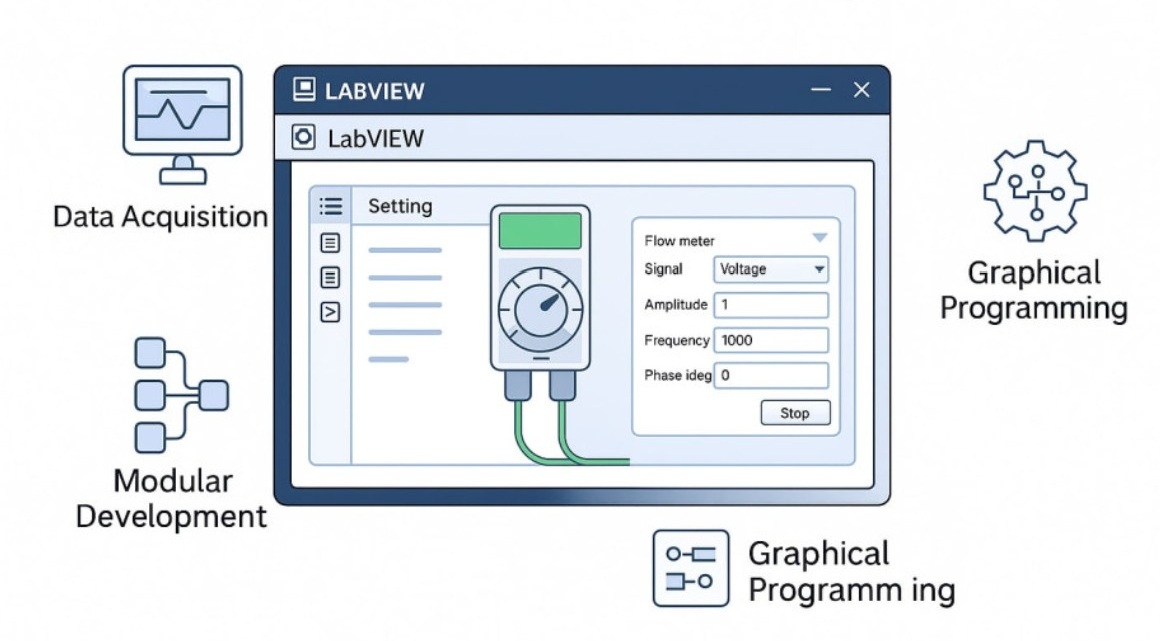 LABVIEW
LabVIEW
Data Acquisition
Setting
Flow meter
Signal Voltage
Amplitude 1
Frequency 1000
Phase ideg 0
Stop
Graphical
Programming
Modular
Development
Graphical
Programm ing